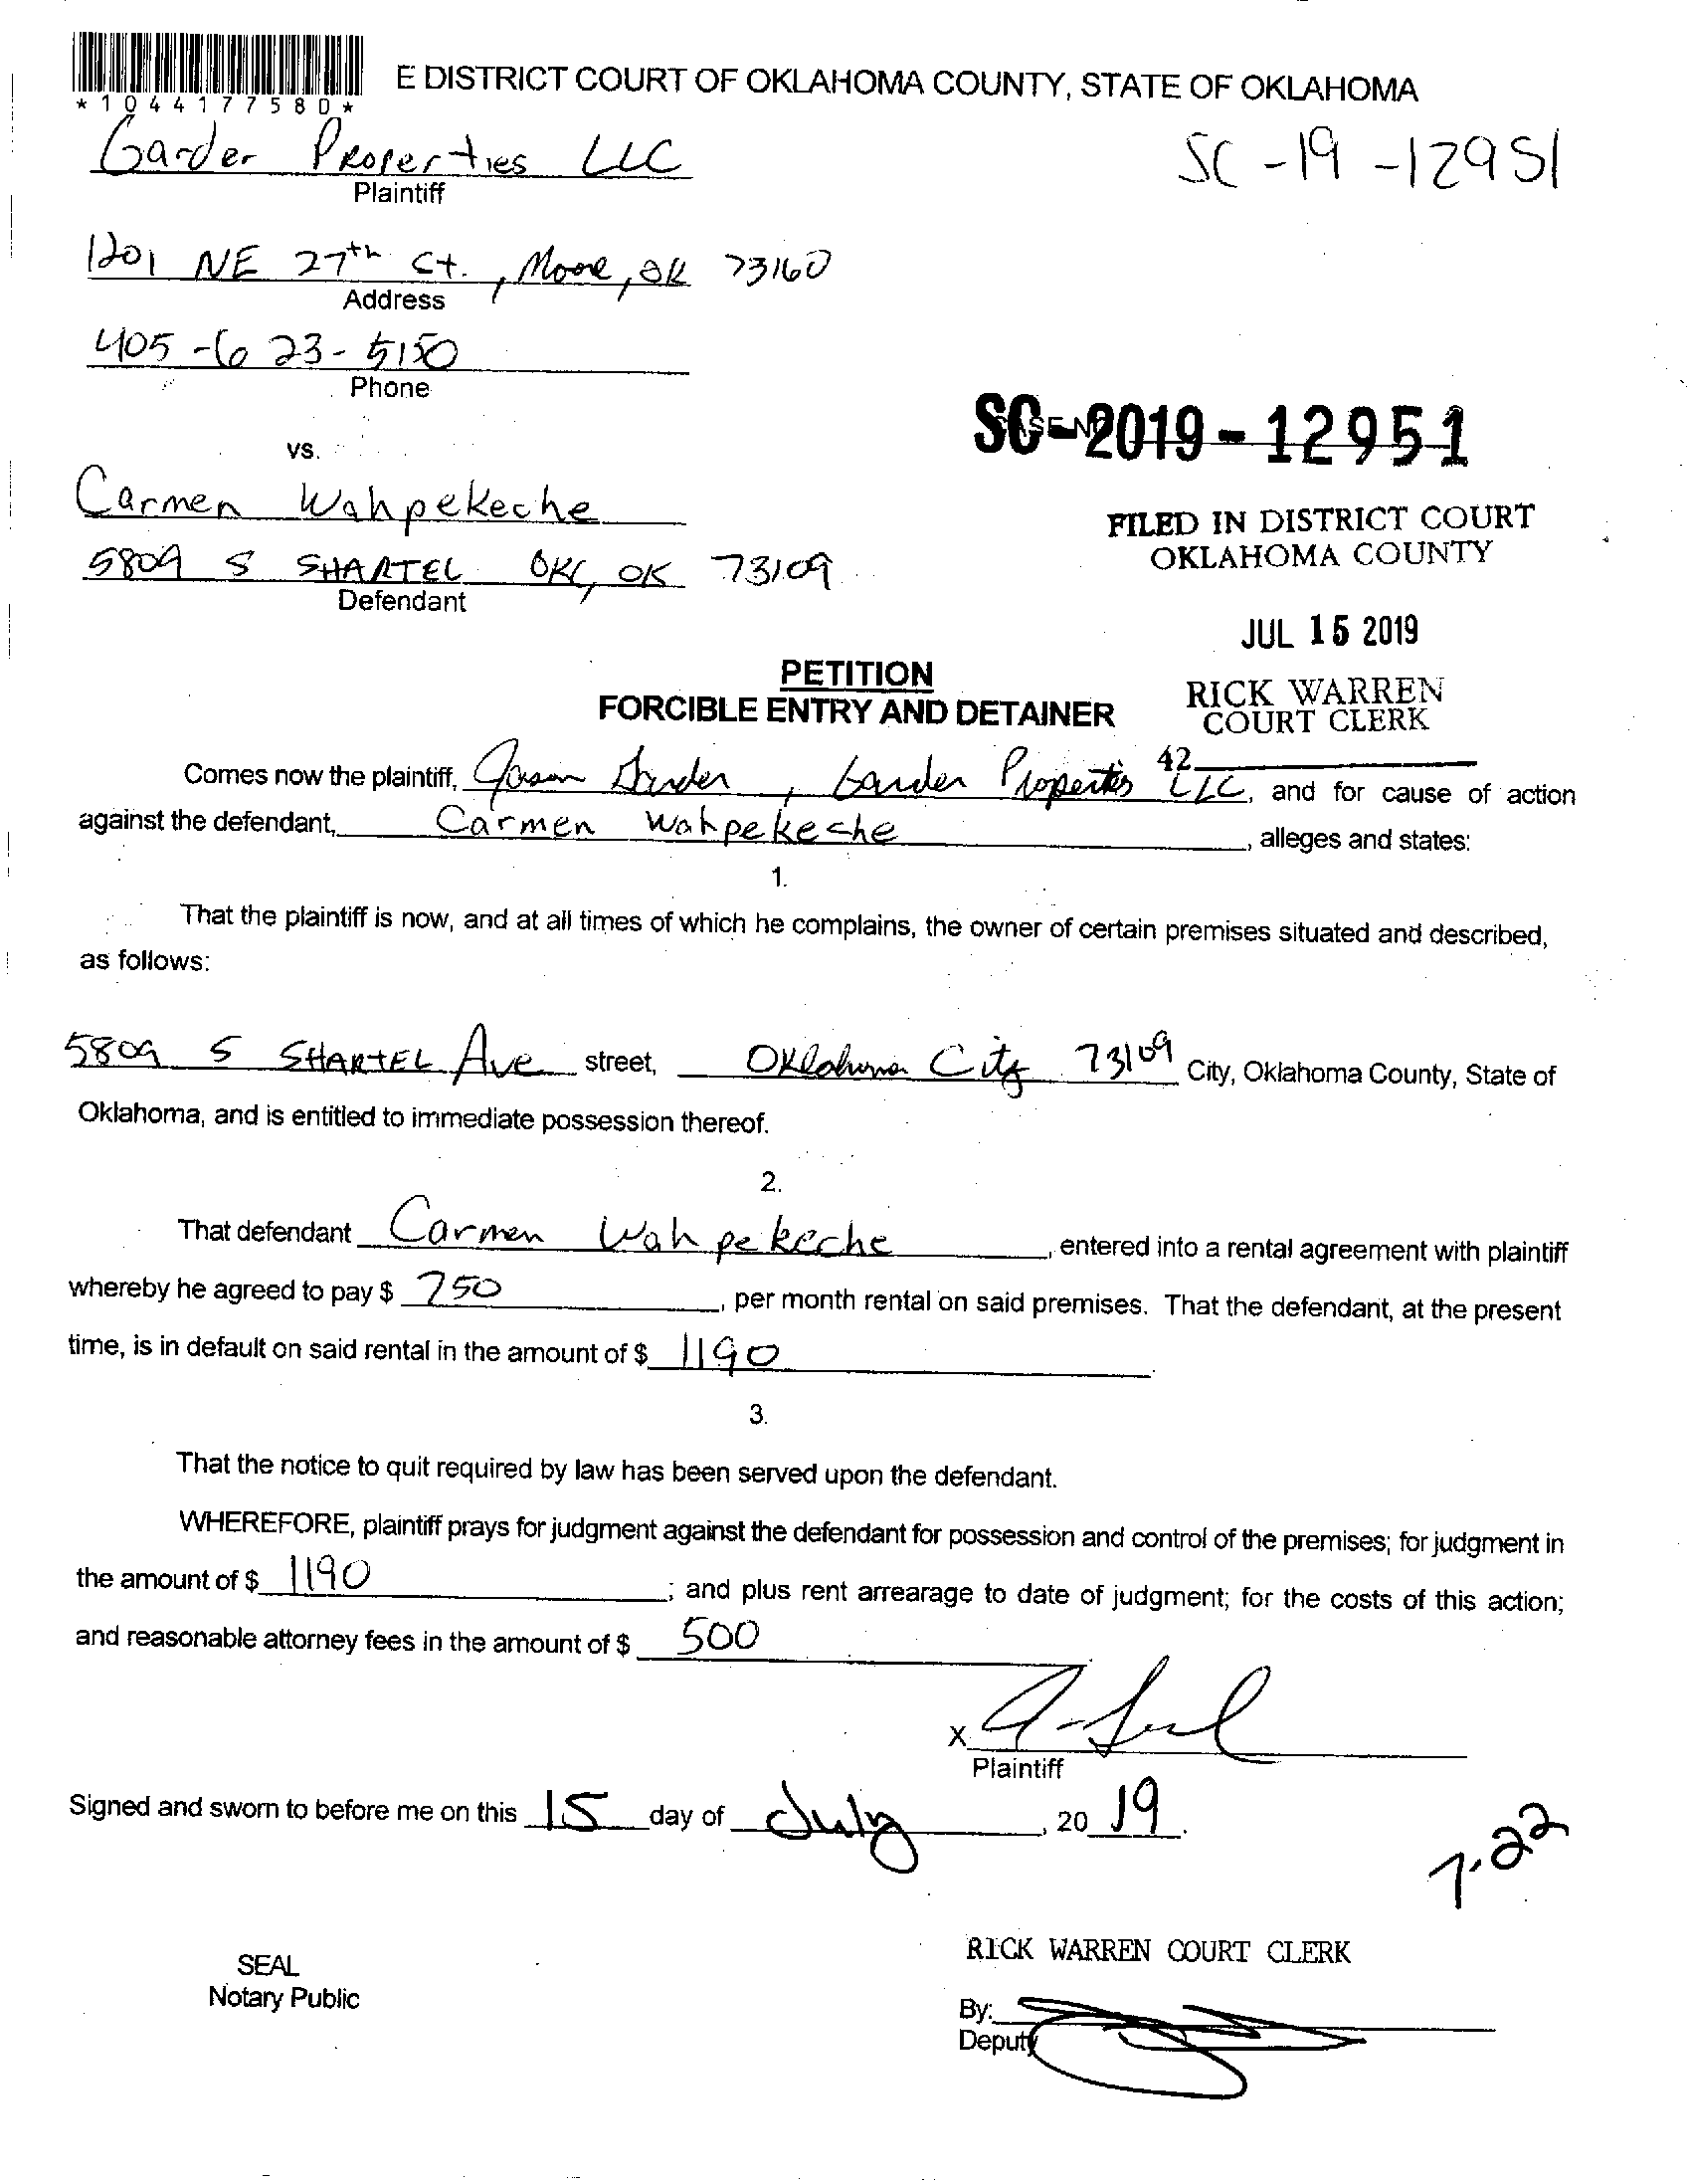 E DISTRICT COURT OF OKLAHOMA COUNTY, STATE OF OKLAHOMA
*1044177580*
Garder Properties LLC
SC-19-12951
Plaintiff
1201 NE 27th Ct., Moore, OK 73160
Address
405-623-5150
Phone
SC-2019-12951
vs.
Carmen Wahpekeche
FILED IN DISTRICT COURT
OKLAHOMA COUNTY
5809 S SHARTEL OKC, OK 73109
Defendant
JUL 15 2019
PETITION
RICK WARREN
FORCIBLE ENTRY AND DETAINER
COURT CLERK
42
Comes now the plaintiff, Jason Garder, Garder Properties LLC, and for cause of action
against the defendant, Carmen Wahpekeche, alleges and states:
1.
That the plaintiff is now, and at all times of which he complains, the owner of certain premises situated and described,
as follows:
5809 S SHARTEL Ave street, Oklahoma City 73109 City, Oklahoma County, State of
Oklahoma, and is entitled to immediate possession thereof.
2.
That defendant Carmen Wahpekeche, entered into a rental agreement with plaintiff
whereby he agreed to pay $ 750, per month rental on said premises. That the defendant, at the present
time, is in default on said rental in the amount of $ 1190.
3.
That the notice to quit required by law has been served upon the defendant.
WHEREFORE, plaintiff prays for judgment against the defendant for possession and control of the premises; for judgment in
the amount of $ 1190; and plus rent arrearage to date of judgment; for the costs of this action;
and reasonable attorney fees in the amount of $ 500.
X
Plaintiff
Signed and sworn to before me on this 15 day of July, 20 19.
7.22
RICK WARREN COURT CLERK
SEAL
Notary Public
By:
Deputy